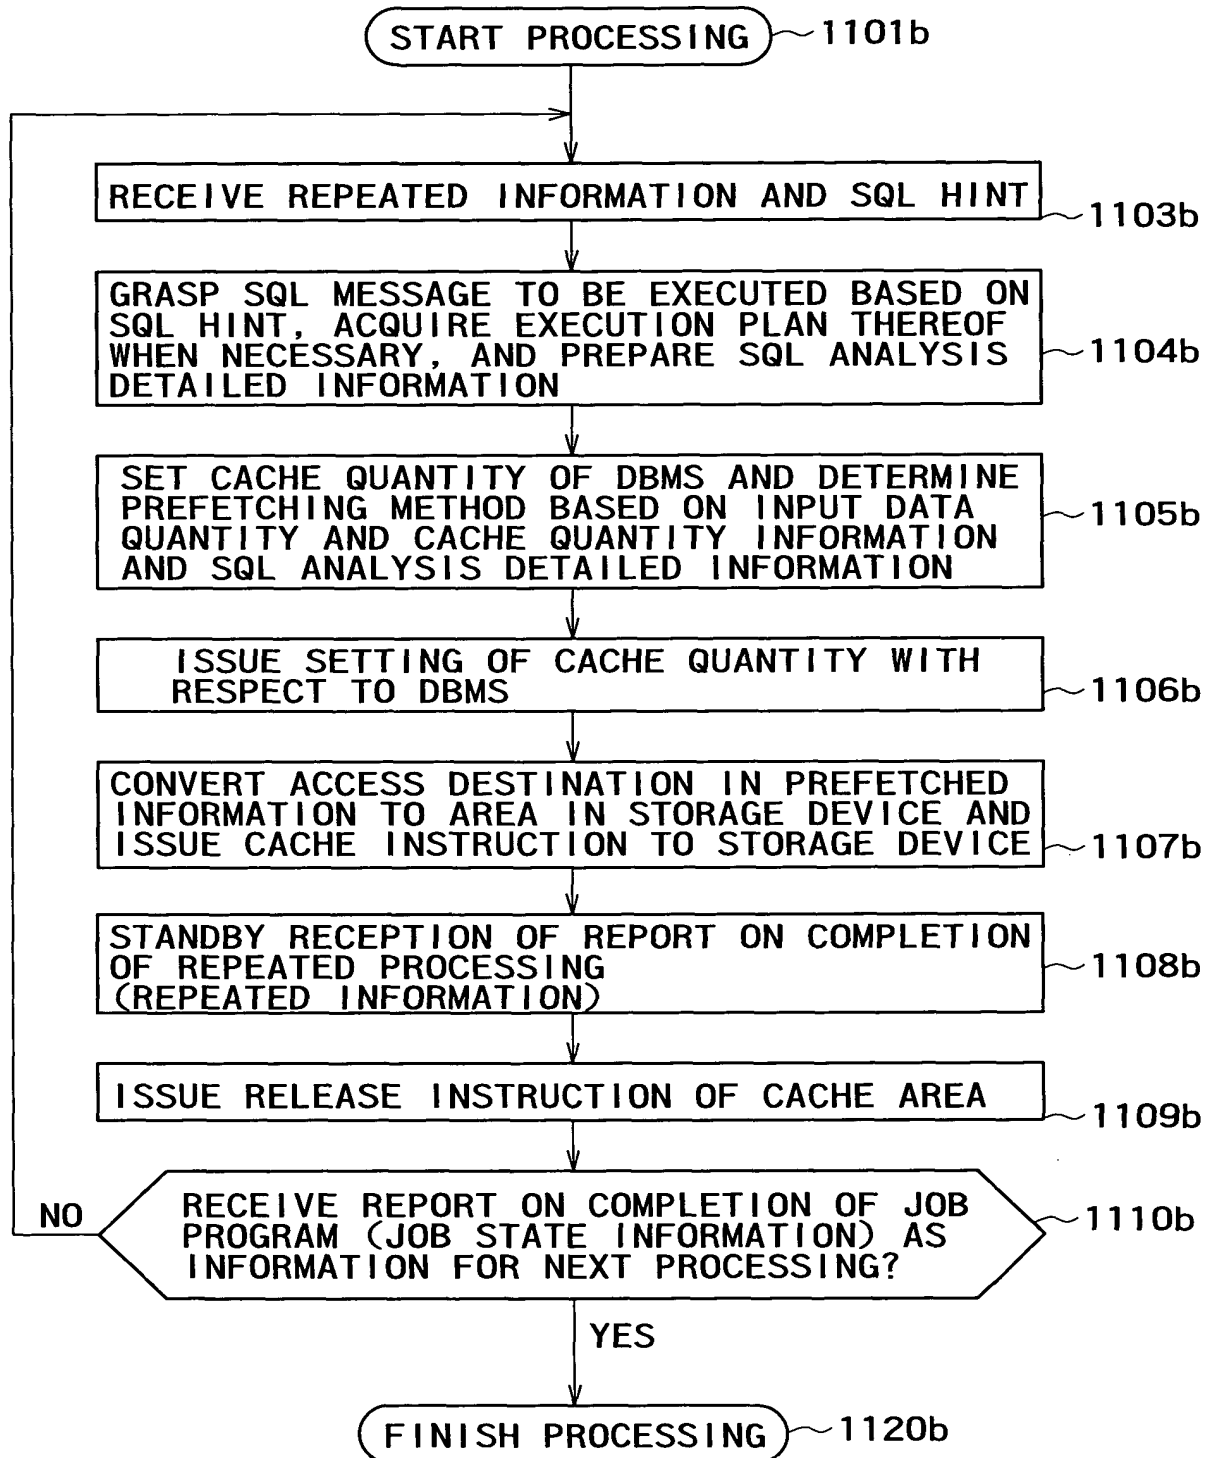 START PROCESSING
1101b
RECEIVE REPEATED INFORMATION AND SQL HINT
1103b
GRASP SQL MESSAGE TO BE EXECUTED BASED ON
SQL HINT, ACQUIRE EXECUTION PLAN THEREOF
WHEN NECESSARY, AND PREPARE SQL ANALYSIS
DETAILED INFORMATION
1104b
SET CACHE QUANTITY OF DBMS AND DETERMINE
PREFETCHING METHOD BASED ON INPUT DATA
QUANTITY AND CACHE QUANTITY INFORMATION
AND SQL ANALYSIS DETAILED INFORMATION
1105b
ISSUE SETTING OF CACHE QUANTITY WITH
RESPECT TO DBMS
1106b
CONVERT ACCESS DESTINATION IN PREFETCHED
INFORMATION TO AREA IN STORAGE DEVICE AND
ISSUE CACHE INSTRUCTION TO STORAGE DEVICE
1107b
STANDBY RECEPTION OF REPORT ON COMPLETION
OF REPEATED PROCESSING
(REPEATED INFORMATION)
1108b
ISSUE RELEASE INSTRUCTION OF CACHE AREA
1109b
NO
RECEIVE REPORT ON COMPLETION OF JOB
PROGRAM (JOB STATE INFORMATION) AS
INFORMATION FOR NEXT PROCESSING?
1110b
YES
FINISH PROCESSING
1120b